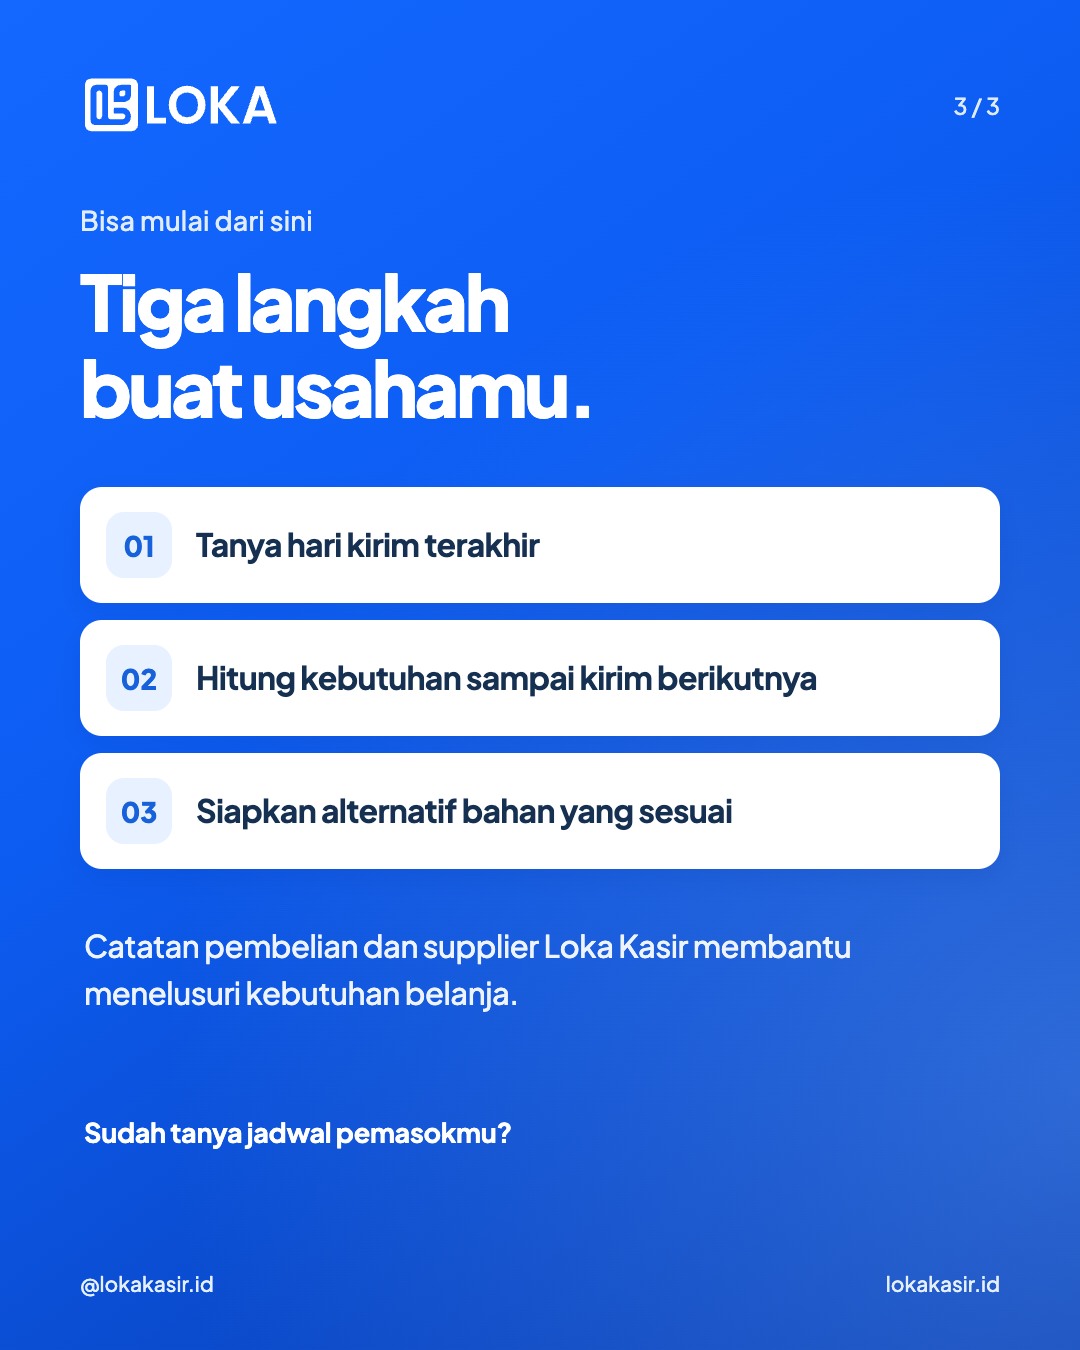 LOKA
3 / 3
Bisa mulai dari sini
Tiga langkah
buat usahamu.
01
Tanya hari kirim terakhir
02
Hitung kebutuhan sampai kirim berikutnya
03
Siapkan alternatif bahan yang sesuai
Catatan pembelian dan supplier Loka Kasir membantu
menelusuri kebutuhan belanja.
Sudah tanya jadwal pemasokmu?
@lokakasir.id
lokakasir.id